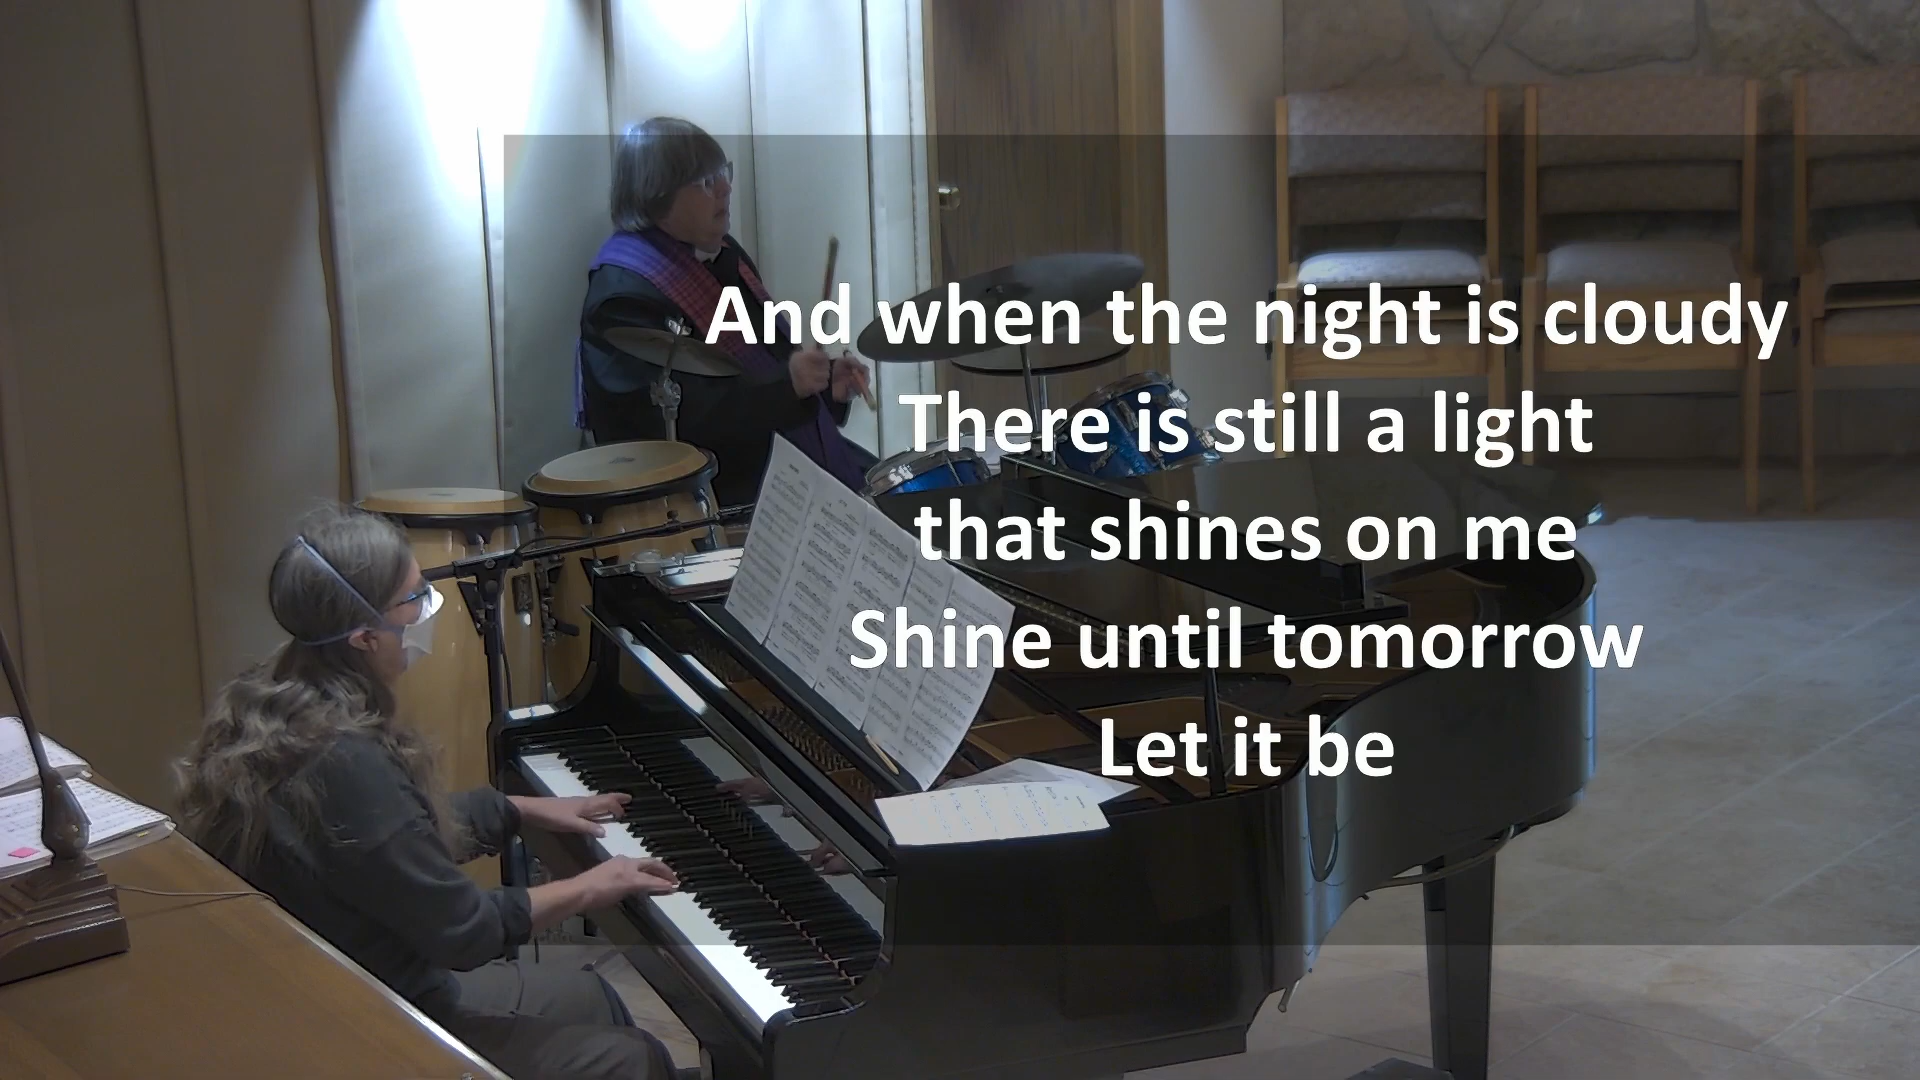 And when the night is cloudy
There is still a light
that shines on me
Shine until tomorrow
Let it be